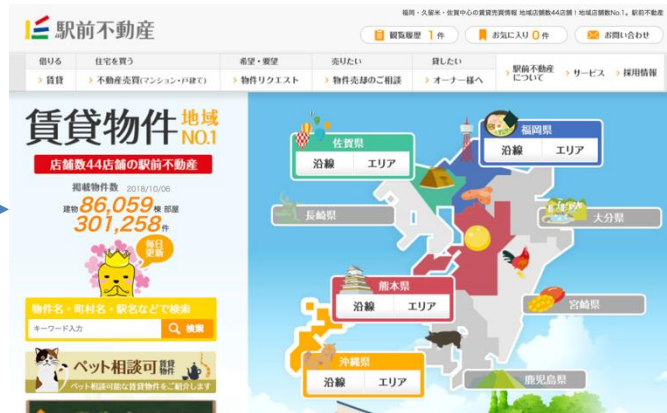 福岡・久留米・佐賀中心の賃貸売買情報 地域店舗数44店舗！地域店舗数No.1。駅前不動産
駅前不動産
観覧履歴 1 件
お気に入り 0 件
お問い合わせ
借りる 住宅を買う 希望・要望 売りたい 貸したい
賃貸 不動産売買(マンション・戸建て) 物件リクエスト 物件売却のご相談 オーナー様へ 駅前不動産について サービス 採用情報
賃貸物件 地域NO.1
店舗数44店舗の駅前不動産
掲載物件数 2018/10/06
建物 86,059 棟 部屋
301,258 件
毎日更新
物件名・町村名・駅名などで検索
キーワード入力 検索
ペット相談可 賃貸物件
ペット相談可能な賃貸物件をご紹介します
佐賀県
沿線 エリア
福岡県
沿線 エリア
長崎県
大分県
熊本県
沿線 エリア
宮崎県
沖縄県
沿線 エリア
鹿児島県